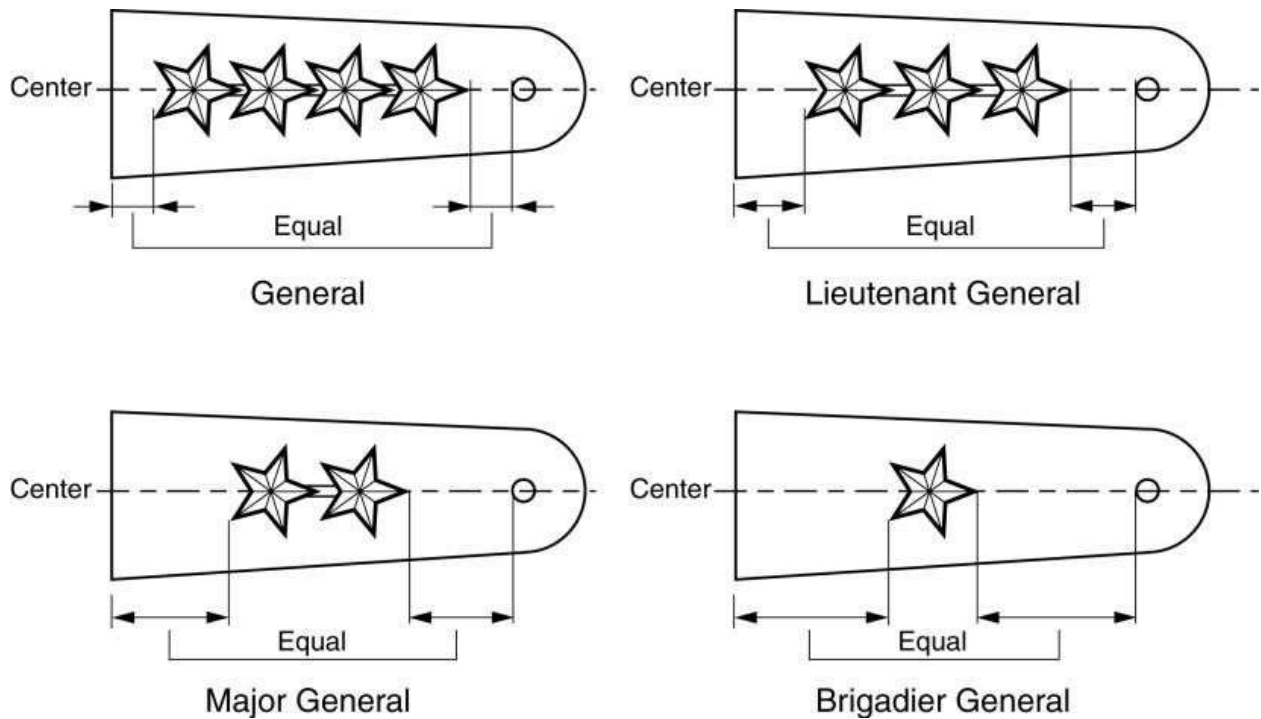 Center
Equal
General
Center
Equal
Lieutenant General
Center
Equal
Major General
Center
Equal
Brigadier General